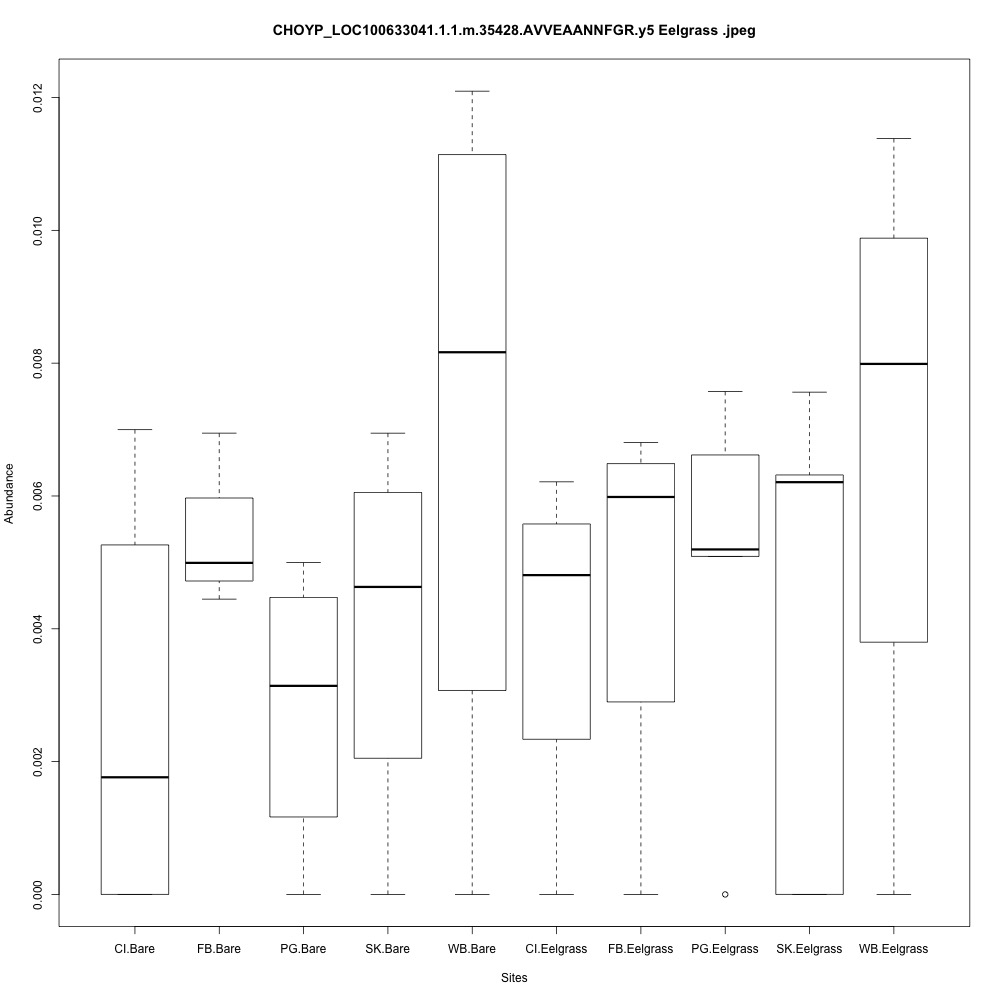 CHOYP_LOC100633041.1.1.m.35428.AVVEAANNFGR.y5 Eelgrass .jpeg
0.012
0.010
0.008
0.006
0.004
0.002
0.000
Abundance
CI.Bare FB.Bare PG.Bare SK.Bare WB.Bare CI.Eelgrass FB.Eelgrass PG.Eelgrass SK.Eelgrass WB.Eelgrass
Sites